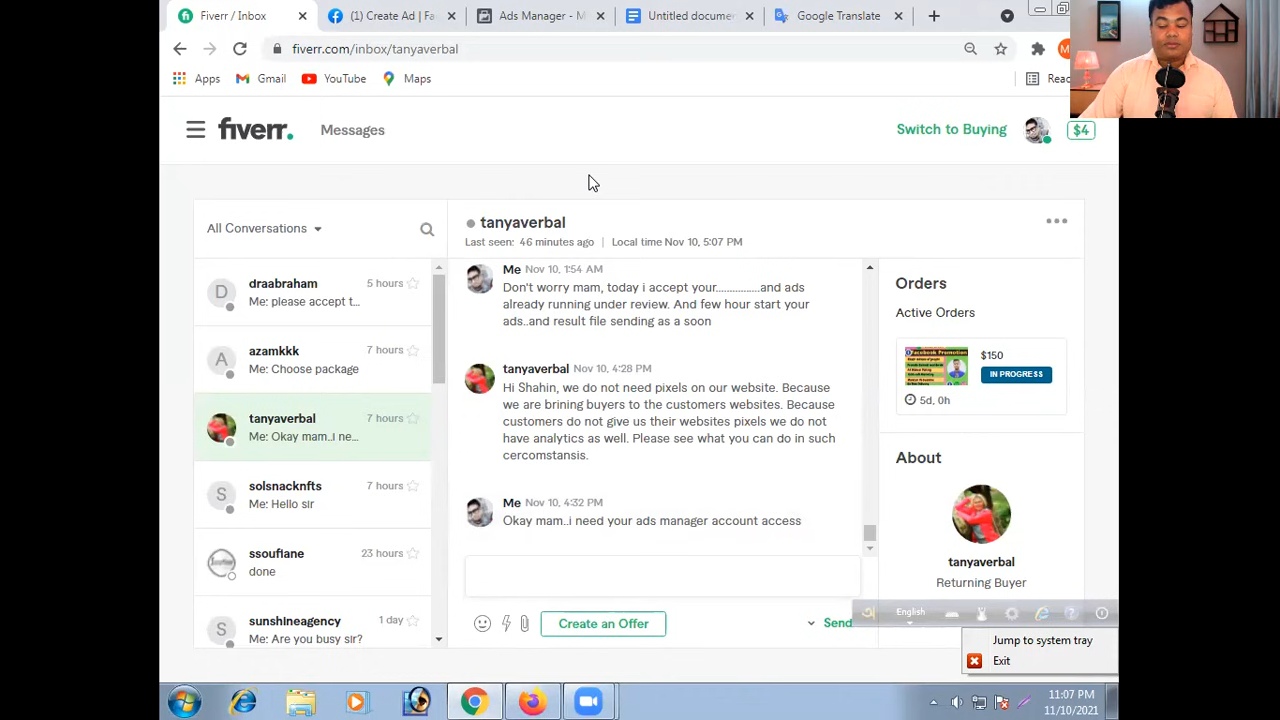 Fiverr / Inbox
(1) Create Ad | Fa
Ads Manager - M
Untitled docume
Google Translate
fiverr.com/inbox/tanyaverbal
Apps
Gmail
YouTube
Maps
Reac
fiverr.
Messages
Switch to Buying
$4
All Conversations
tanyaverbal
Last seen: 46 minutes ago | Local time Nov 10, 5:07 PM
draabraham
5 hours
Me: please accept t...
azamkkk
7 hours
Me: Choose package
tanyaverbal
7 hours
Me: Okay mam..i ne...
solsnacknfts
7 hours
Me: Hello sir
ssouflane
23 hours
done
sunshineagency
1 day
Me: Are you busy sir?
Me Nov 10, 1:54 AM
Don't worry mam, today i accept your................and ads
already running under review. And few hour start your
ads..and result file sending as a soon
tanyaverbal Nov 10, 4:28 PM
Hi Shahin, we do not need pixels on our website. Because
we are brining buyers to the customers websites. Because
customers do not give us their websites pixels we do not
have analytics as well. Please see what you can do in such
cercomstansis.
Me Nov 10, 4:32 PM
Okay mam..i need your ads manager account access
Create an Offer
Send
Orders
Active Orders
Facebook Promotion
$150
IN PROGRESS
5d, 0h
About
tanyaverbal
Returning Buyer
অ
English
Jump to system tray
Exit
11:07 PM
11/10/2021